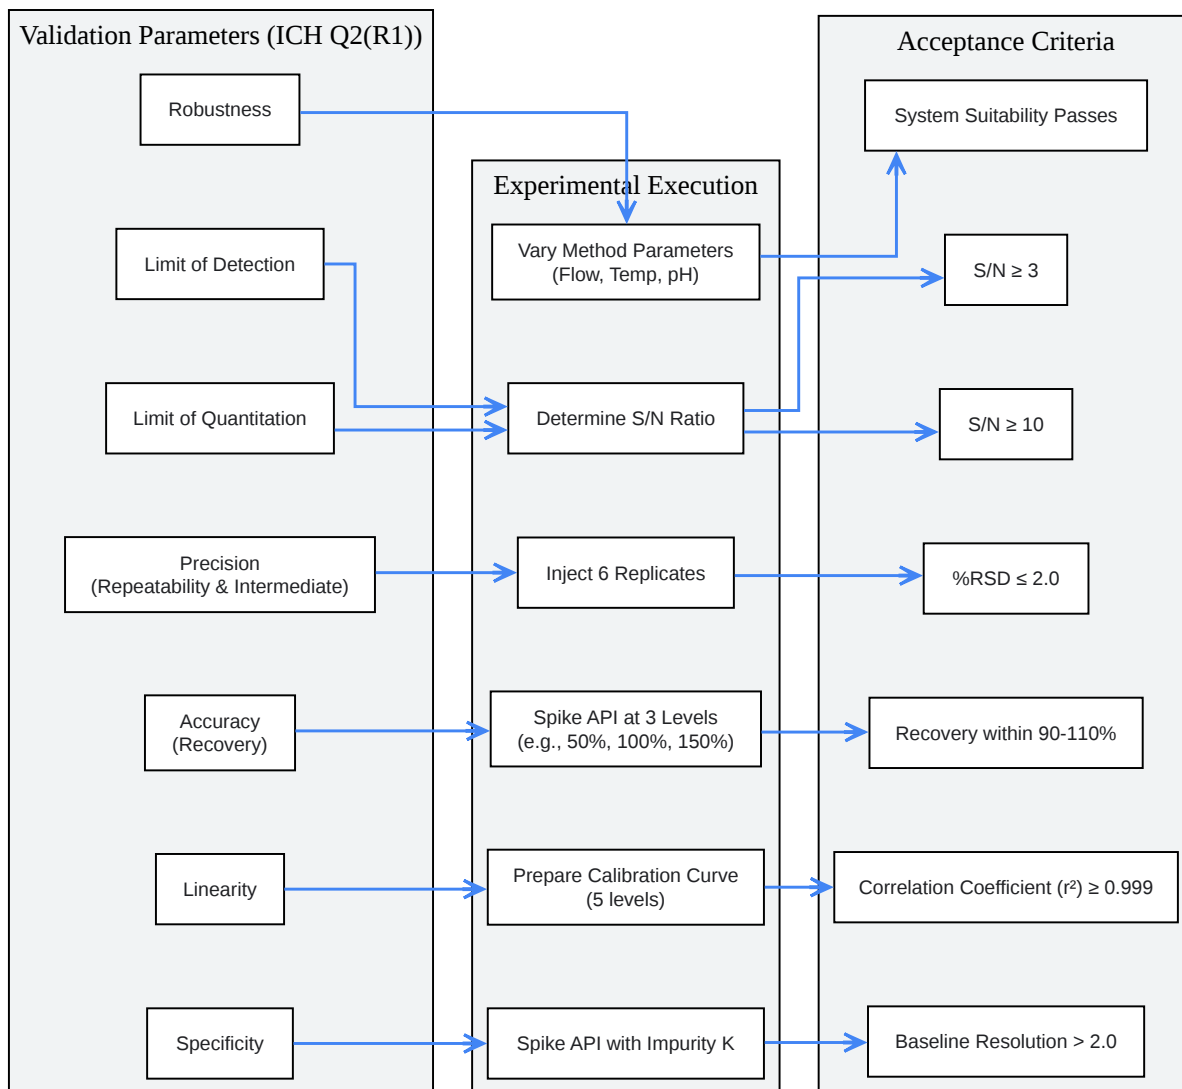 Validation Parameters (ICH Q2(R1))
Robustness
Limit of Detection
Limit of Quantitation
Precision
(Repeatability & Intermediate)
Accuracy
(Recovery)
Linearity
Specificity
Experimental Execution
Vary Method Parameters
(Flow, Temp, pH)
Determine S/N Ratio
Inject 6 Replicates
Spike API at 3 Levels
(e.g., 50%, 100%, 150%)
Prepare Calibration Curve
(5 levels)
Spike API with Impurity K
Acceptance Criteria
System Suitability Passes
S/N ≥ 3
S/N ≥ 10
%RSD ≤ 2.0
Recovery within 90-110%
Correlation Coefficient (r²) ≥ 0.999
Baseline Resolution > 2.0